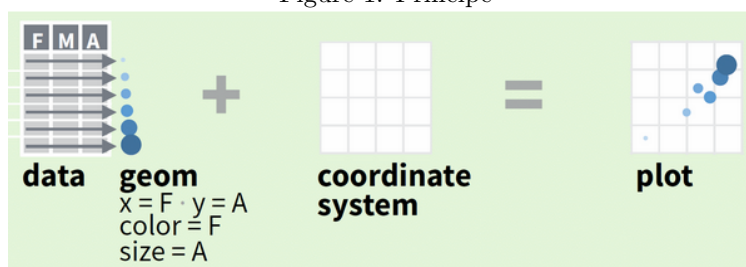 Figure 1: Principe
F M A
+ =
data geom coordinate system plot
x = F · y = A
color = F
size = A